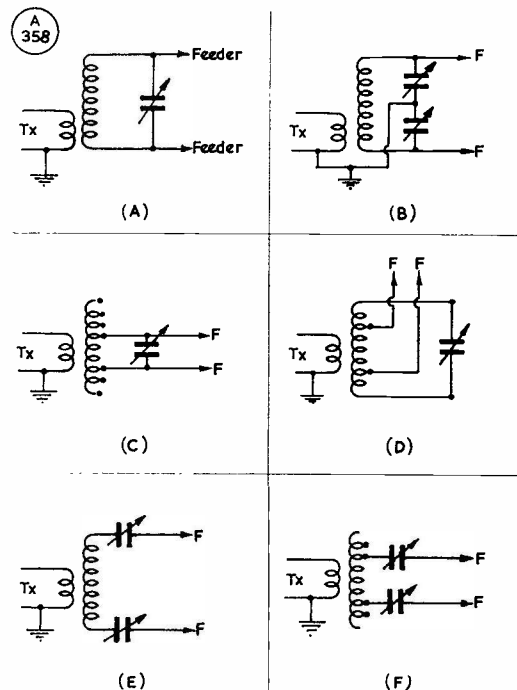 A
358
Feeder
Tx
Feeder
(A)
F
Tx
F
(B)
Tx
F
F
(C)
F F
Tx
(D)
F
Tx
F
(E)
Tx
F
F
(F)